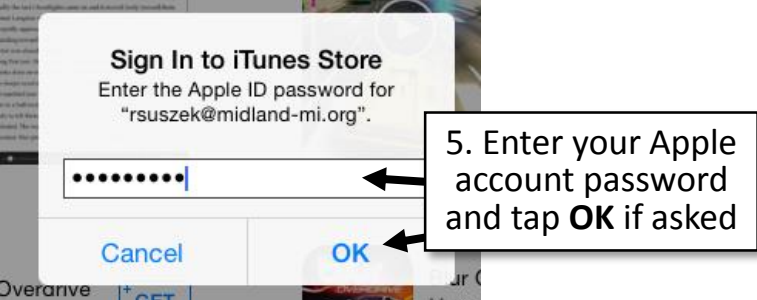 Sign In to iTunes Store
Enter the Apple ID password for
“rsuszek@midland-mi.org”.
•••••••••
Cancel
OK
5. Enter your Apple
account password
and tap OK if asked
Overdrive
+
GET
OVERDRIVE